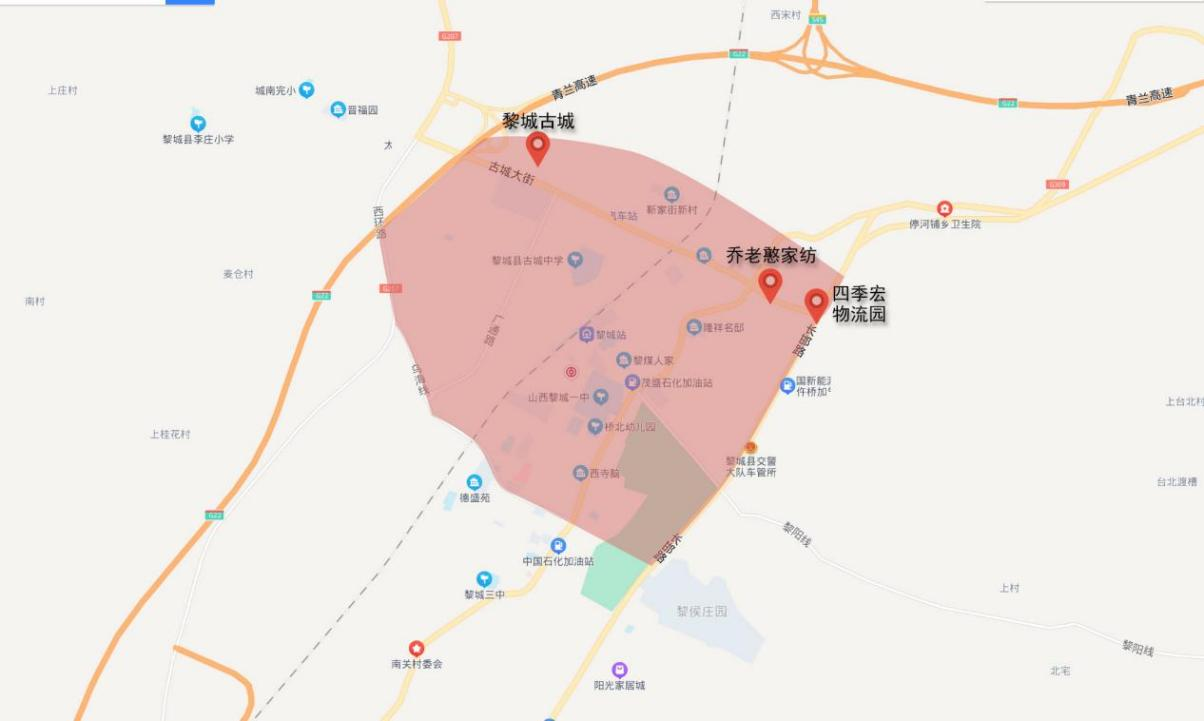 西宋村
S45
G207
G22
青兰高速
青兰高速
G22
上庄村
城南完小
晋福园
黎城县李庄小学
黎城古城
太
古城大街
靳家街新村
汽车站
G309
停河铺乡卫生院
西环路
黎城县古城中学
乔老憨家纺
四季宏
物流园
麦仓村
南村
G22
G207
隆祥名邸
黎城站
长邯路
黎煤人家
茂盛石化加油站
国新能源
山西黎城一中
桥北幼儿园
上台北村
上桂花村
黎城县交警
大队车管所
西寺脑
台北渡槽
德盛苑
G22
黎阳线
长邯路
中国石化加油站
黎城三中
上村
黎侯庄园
黎阳线
南关村委会
北宅
阳光家居城